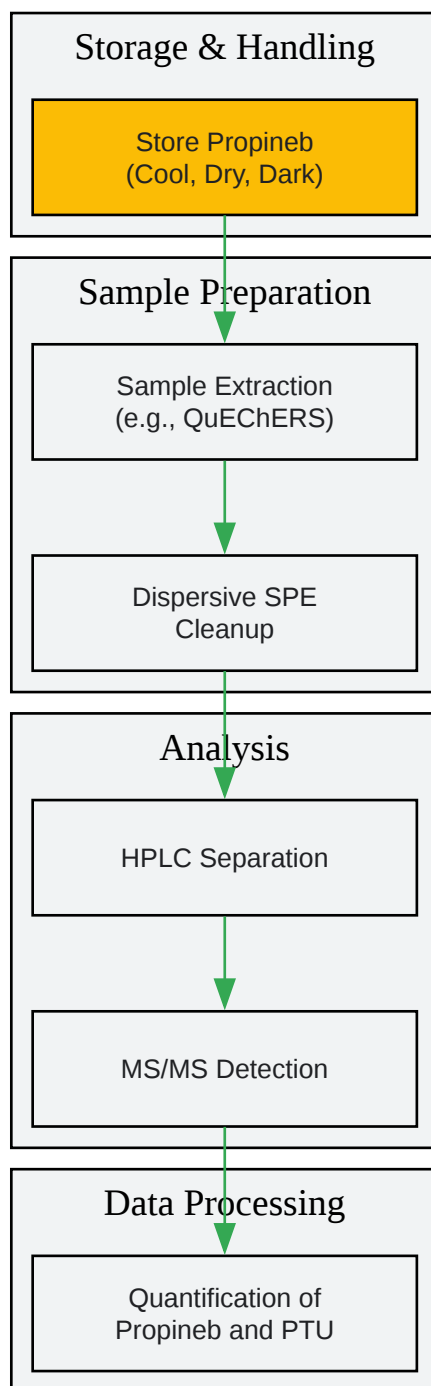 Storage & Handling
Store Propineb
(Cool, Dry, Dark)
Sample Preparation
Sample Extraction
(e.g., QuEChERS)
Dispersive SPE
Cleanup
Analysis
HPLC Separation
MS/MS Detection
Data Processing
Quantification of
Propineb and PTU